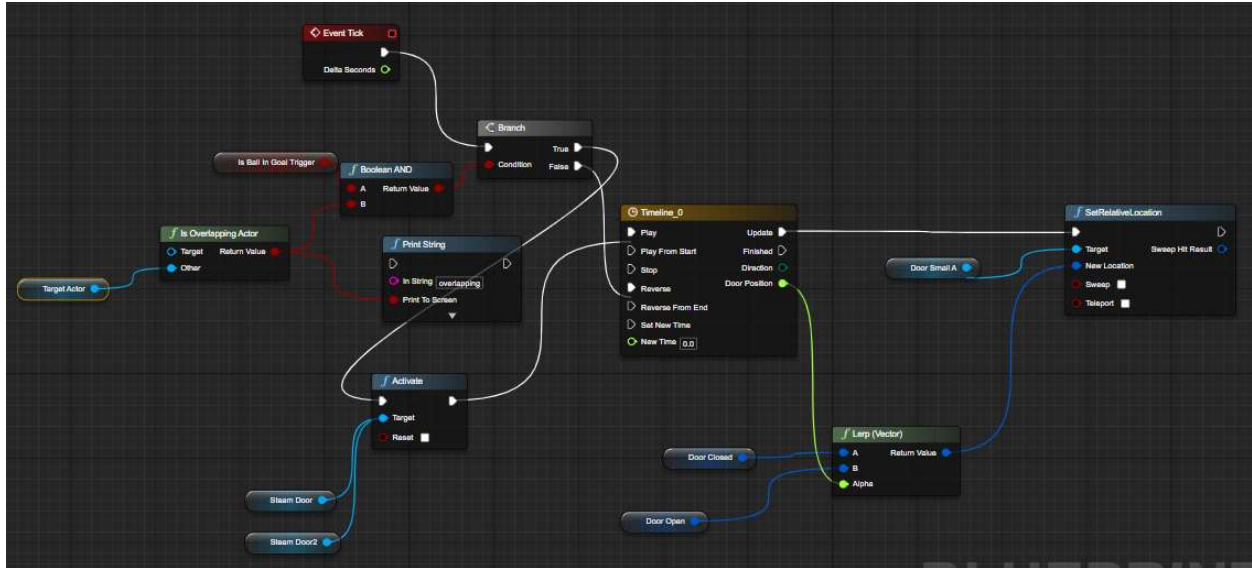 Event Tick
Delta Seconds
Branch
True
Condition
False
Is Ball In Goal Trigger
Boolean AND
A
Return Value
B
Is Overlapping Actor
Target
Return Value
Other
Target Actor
Print String
In String
overlapping
Print To Screen
Timeline_0
Play
Update
Play From Start
Finished
Stop
Direction
Reverse
Door Position
Reverse From End
Set New Time
New Time
0.0
SetRelativeLocation
Target
Sweep Hit Result
New Location
Sweep
Teleport
Door Small A
Activate
Target
Reset
Steam Door
Steam Door2
Lerp (Vector)
A
Return Value
B
Alpha
Door Closed
Door Open